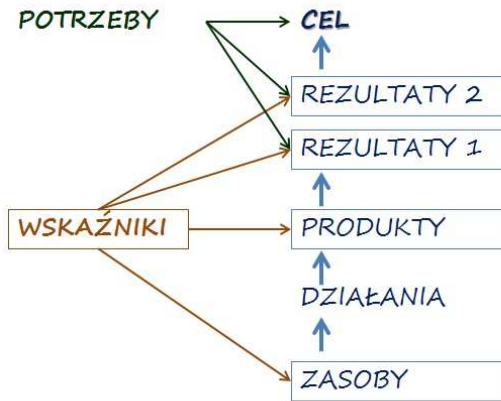 POTRZEBY
CEL
REZULTATY 2
REZULTATY 1
WSKAŹNIKI
PRODUKTY
DZIAŁANIA
ZASOBY